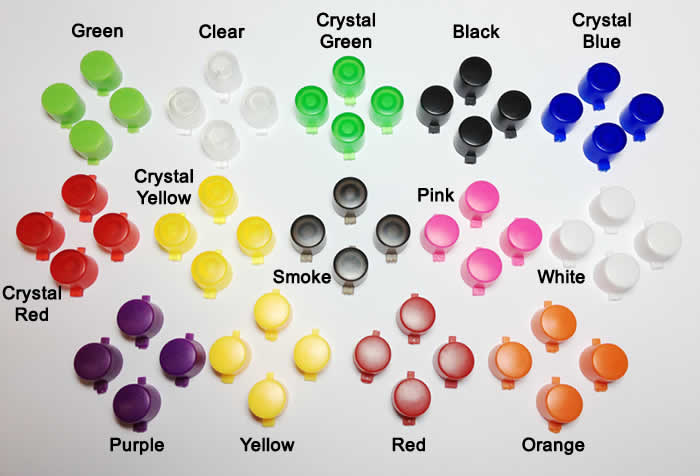 Green
Clear
Crystal
Green
Black
Crystal
Blue
Crystal
Yellow
Pink
Crystal
Red
Smoke
White
Purple
Yellow
Red
Orange